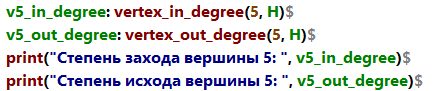 v5_in_degree: vertex_in_degree(5, H)$
v5_out_degree: vertex_out_degree(5, H)$
print("Степень захода вершины 5: ", v5_in_degree)$
print("Степень исхода вершины 5: ", v5_out_degree)$